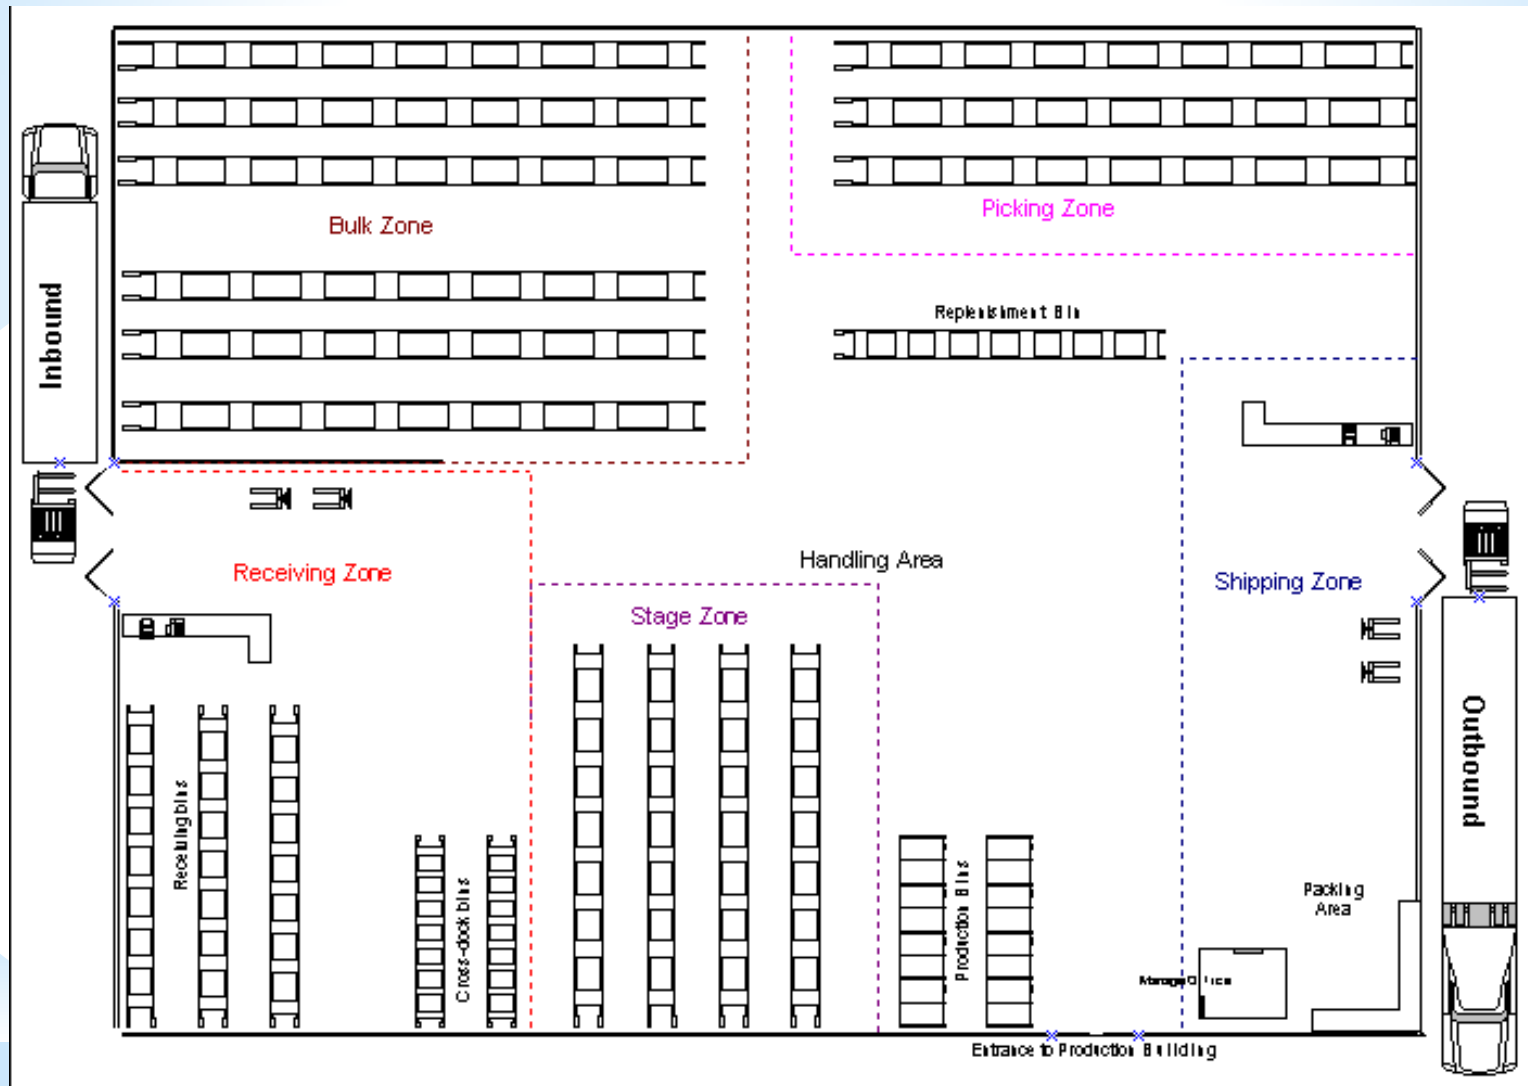 Bulk Zone
Picking Zone
Inbound
Replenishment Bin
Handling Area
Receiving Zone
Shipping Zone
Stage Zone
Outbound
Receiving bins
Cross-dock bins
Production Bins
Packing
Area
Entrance to Production Building